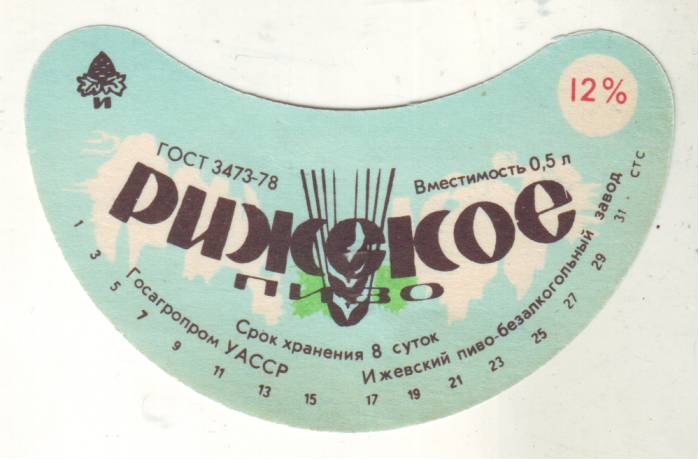 И
12%
ГОСТ 3473-78
Вместимость 0,5 л
Рижское
пиво
Срок хранения 8 суток
Госагропром УАССР
Ижевский пиво-безалкогольный завод
1 3 5 7 9 11 13 15 17 19 21 23 25 27 29 31 стс